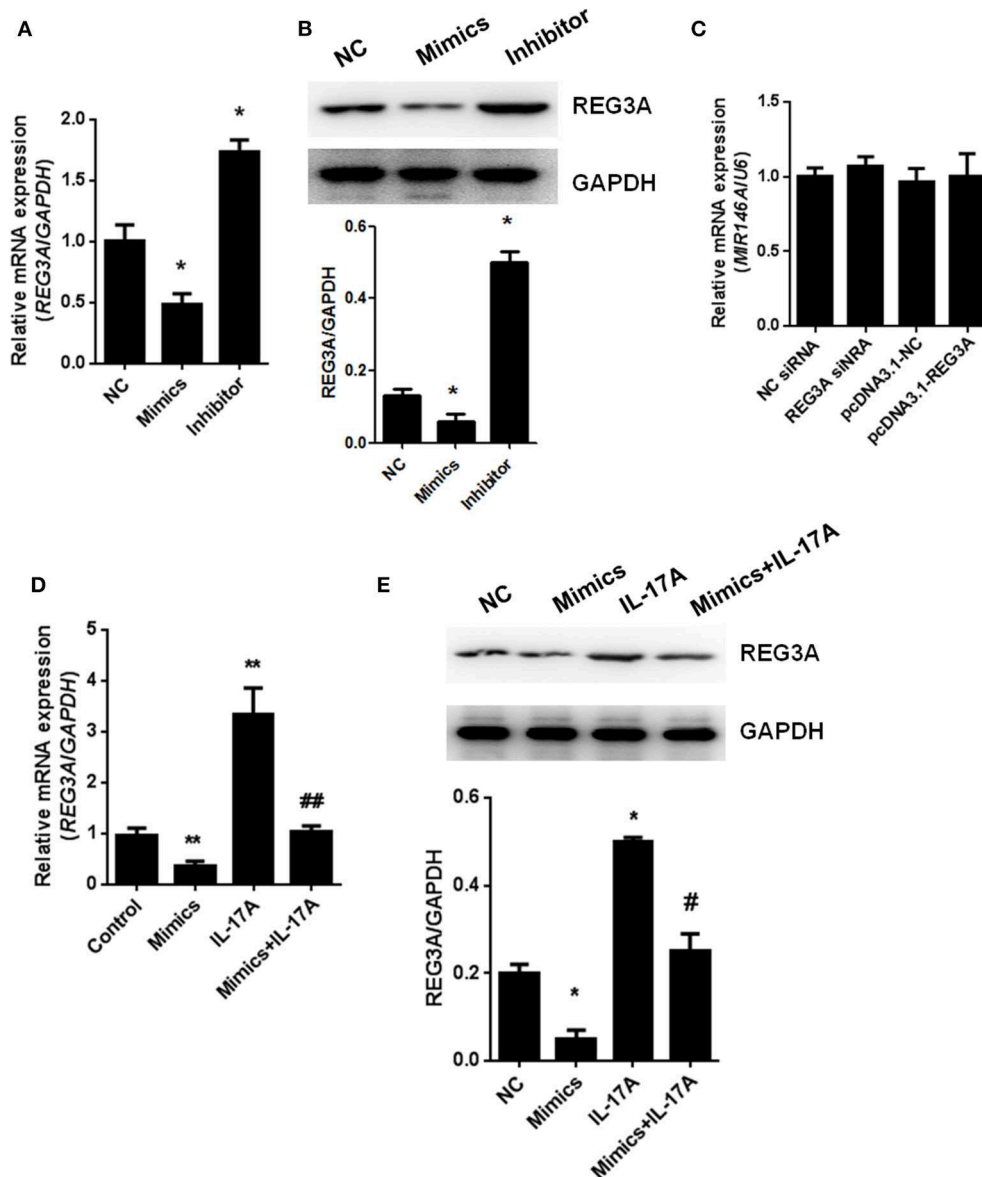 A
Relative mRNA expression
(REG3A/GAPDH)
2.0
1.5
1.0
0.5
0.0
*
*
NC
Mimics
Inhibitor
B
NC
Mimics
Inhibitor
REG3A
GAPDH
REG3A/GAPDH
0.6
0.4
0.2
0.0
*
*
NC
Mimics
Inhibitor
C
Relative mRNA expression
(MIR146A/U6)
1.5
1.0
0.5
0.0
NC siRNA
REG3A siNRA
pcDNA3.1-NC
pcDNA3.1-REG3A
D
Relative mRNA expression
(REG3A/GAPDH)
5
4
3
2
1
0
**
**
##
Control
Mimics
IL-17A
Mimics+IL-17A
E
NC
Mimics
IL-17A
Mimics+IL-17A
REG3A
GAPDH
REG3A/GAPDH
0.6
0.4
0.2
0.0
*
*
#
NC
Mimics
IL-17A
Mimics+IL-17A